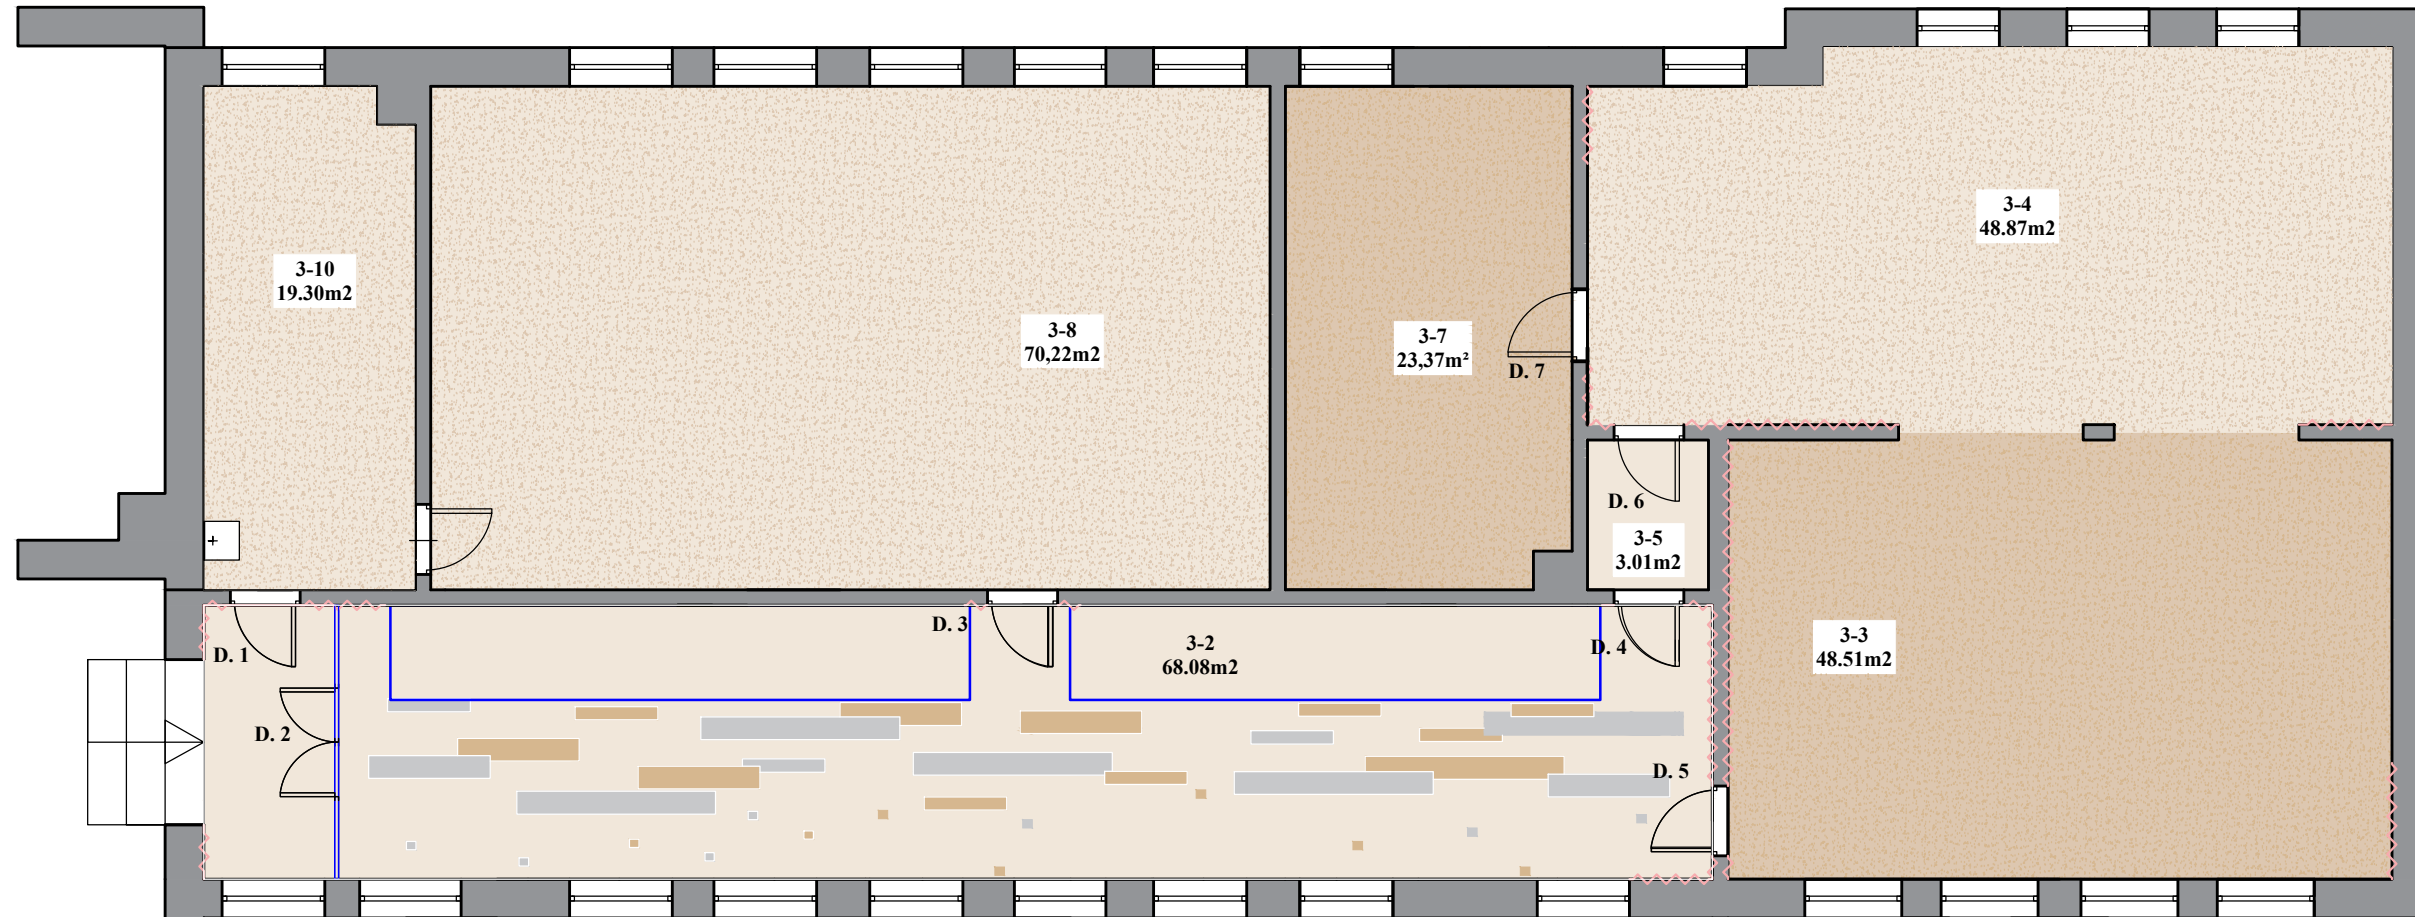 3-10
19.30m2
3-8
70,22m2
3-7
23,37m²
3-4
48.87m2
D. 7
D. 6
3-5
3.01m2
3-3
48.51m2
D. 1
D. 2
D. 3
3-2
68.08m2
D. 4
D. 5